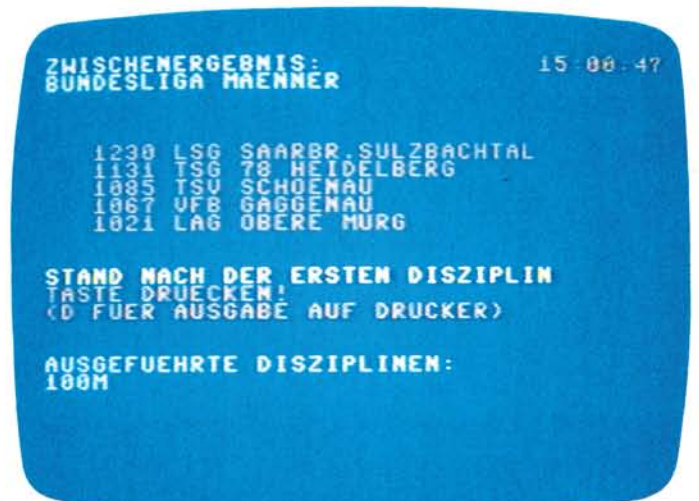 ZWISCHENERGEBNIS: 15:00:47
BUNDESLIGA MAENNER
1230 LSG SAARBR.SULZBACHTAL
1131 TSG 78 HEIDELBERG
1085 TSV SCHOENAU
1067 VFB GAGGENAU
1021 LAG OBERE MURG
STAND NACH DER ERSTEN DISZIPLIN
TASTE DRUECKEN!
(D FUER AUSGABE AUF DRUCKER)
AUSGEFUEHRTE DISZIPLINEN:
100M